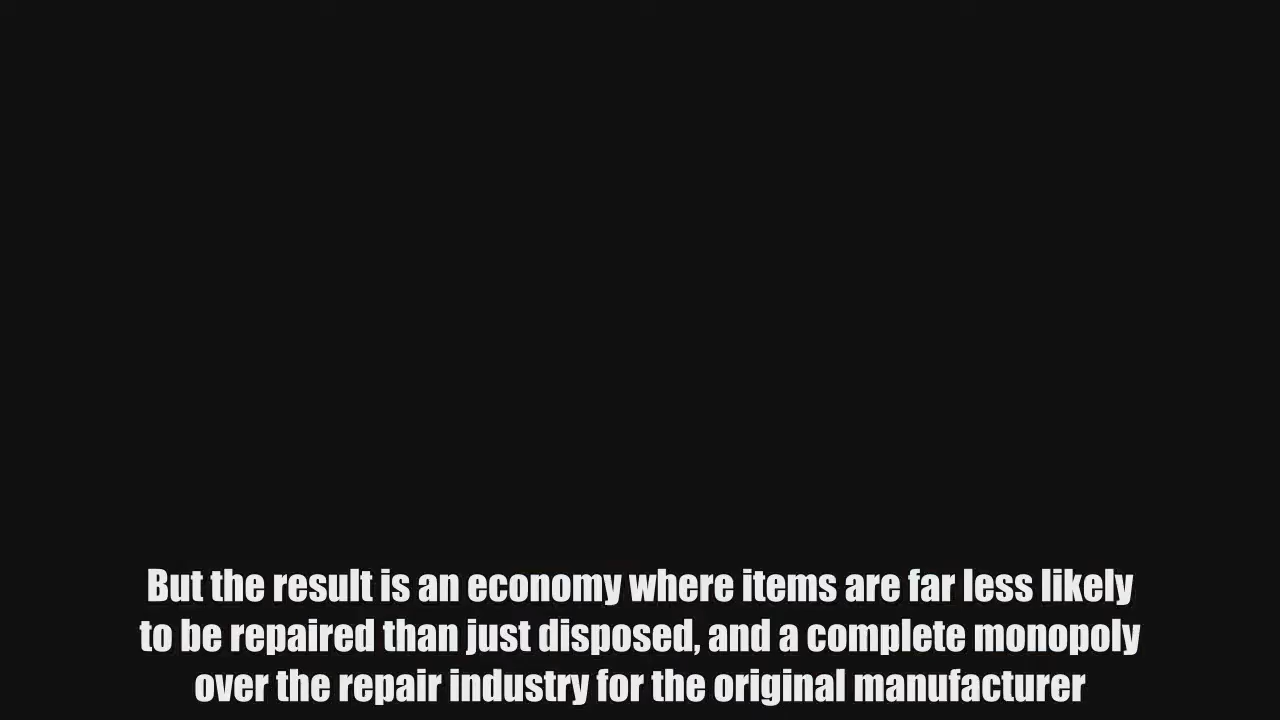 But the result is an economy where items are far less likely
to be repaired than just disposed, and a complete monopoly
over the repair industry for the original manufacturer